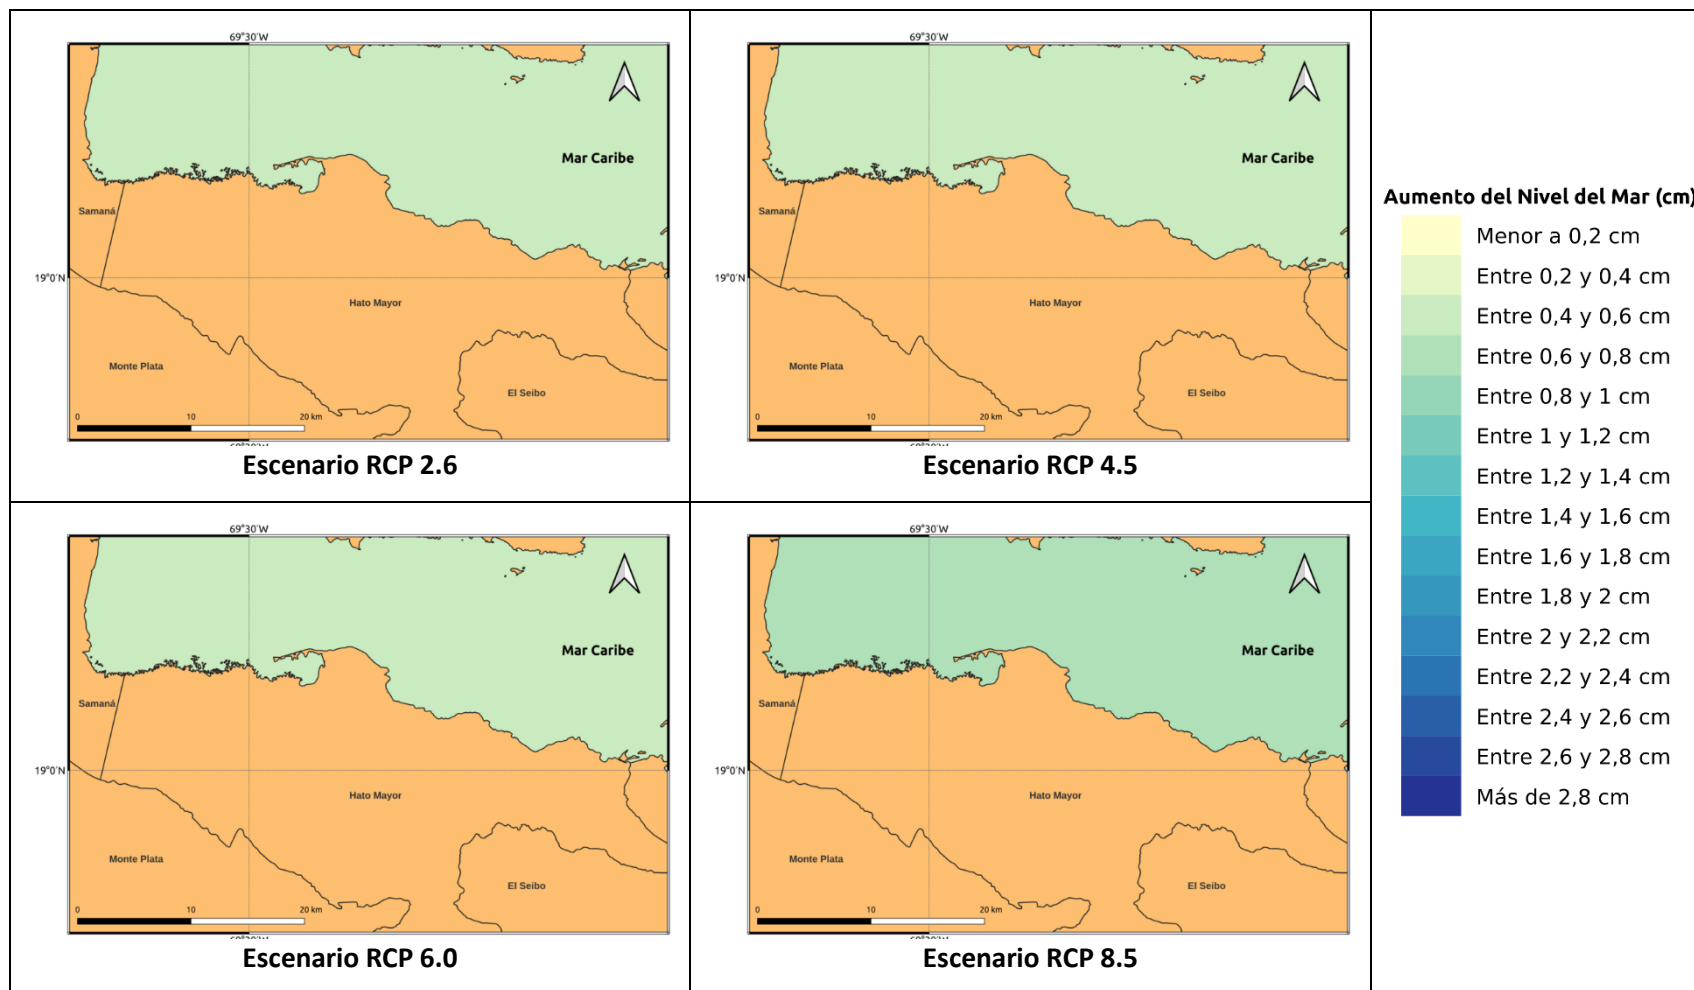 69°30'W
Mar Caribe
Samaná
19°0'N
Hato Mayor
Monte Plata
El Seibo
0 10 20 km
Escenario RCP 2.6
69°30'W
Mar Caribe
Samaná
19°0'N
Hato Mayor
Monte Plata
El Seibo
0 10 20 km
Escenario RCP 4.5
69°30'W
Mar Caribe
Samaná
19°0'N
Hato Mayor
Monte Plata
El Seibo
0 10 20 km
Escenario RCP 6.0
69°30'W
Mar Caribe
Samaná
19°0'N
Hato Mayor
Monte Plata
El Seibo
0 10 20 km
Escenario RCP 8.5
Aumento del Nivel del Mar (cm)
Menor a 0,2 cm
Entre 0,2 y 0,4 cm
Entre 0,4 y 0,6 cm
Entre 0,6 y 0,8 cm
Entre 0,8 y 1 cm
Entre 1 y 1,2 cm
Entre 1,2 y 1,4 cm
Entre 1,4 y 1,6 cm
Entre 1,6 y 1,8 cm
Entre 1,8 y 2 cm
Entre 2 y 2,2 cm
Entre 2,2 y 2,4 cm
Entre 2,4 y 2,6 cm
Entre 2,6 y 2,8 cm
Más de 2,8 cm